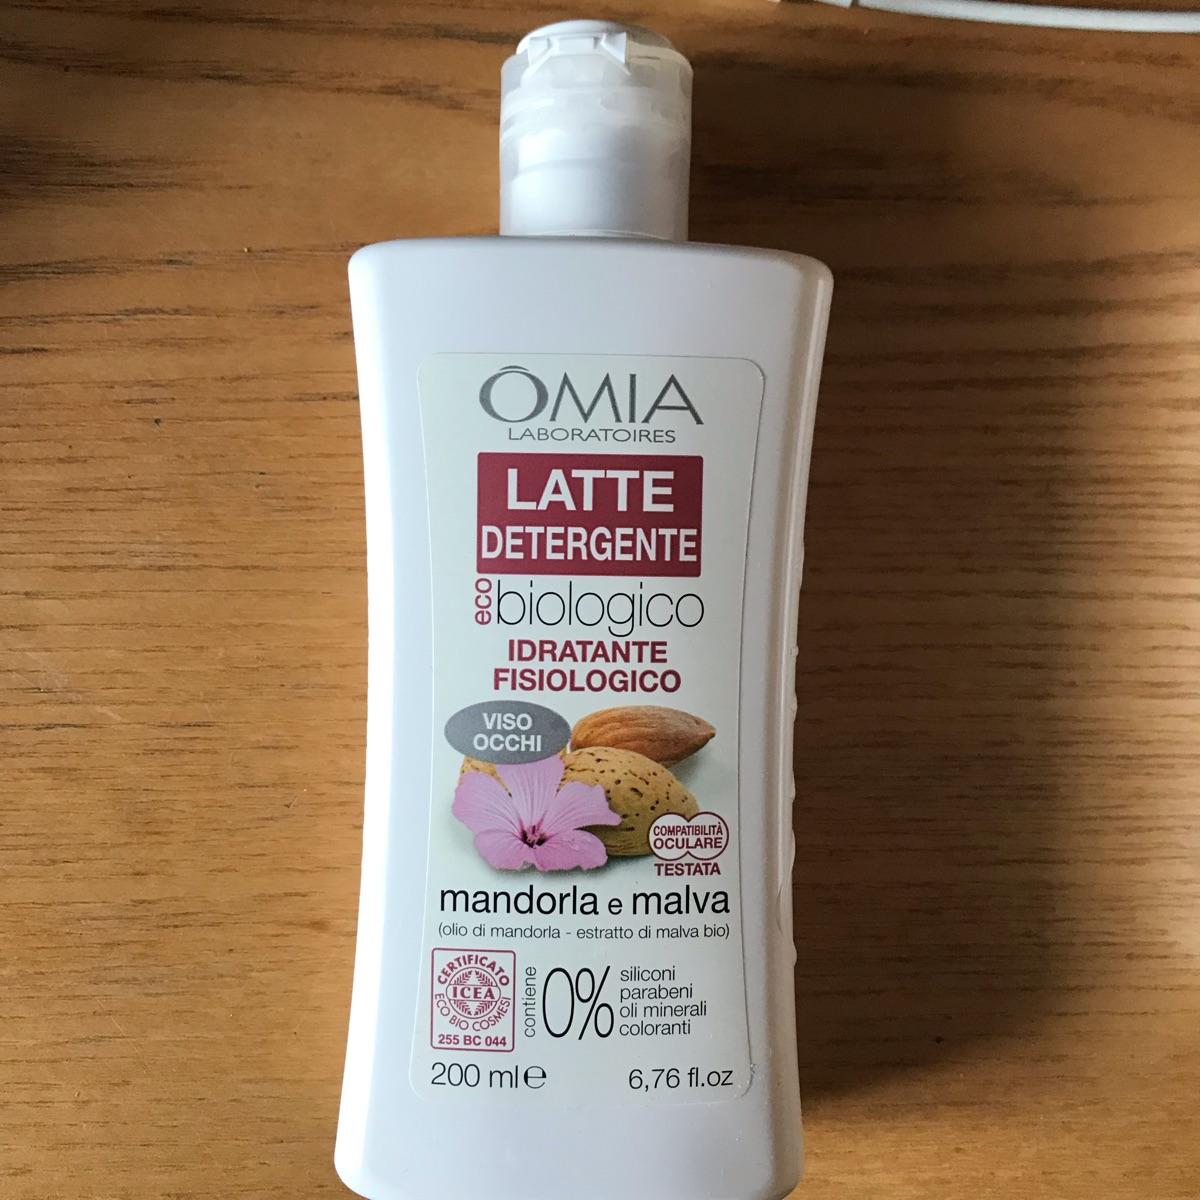 ÔMIA
LABORATOIRES
LATTE
DETERGENTE
eco biologico
IDRATANTE
FISIOLOGICO
VISO
OCCHI
COMPATIBILITÀ
OCULARE
TESTATA
mandorla e malva
(olio di mandorla - estratto di malva bio)
CERTIFICATO
ICEA
ECO BIO COSMESI
255 BC 044
contiene
0%
siliconi
parabeni
oli minerali
coloranti
200 ml e
6,76 fl.oz